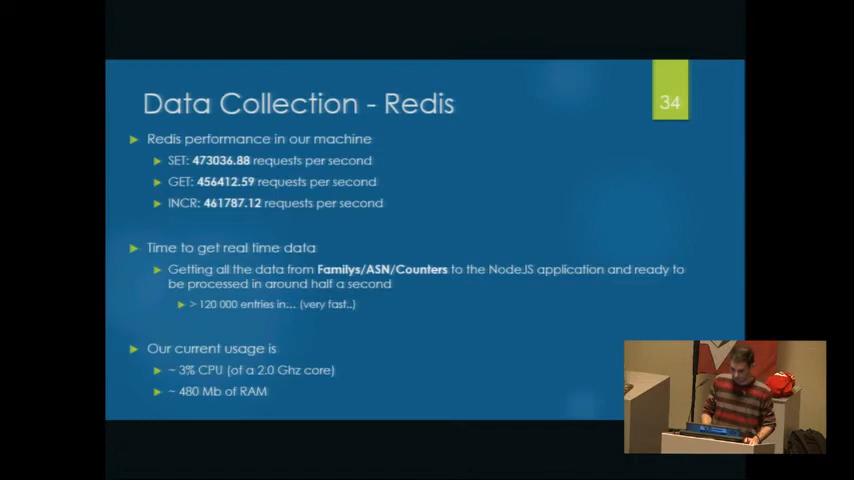 Data Collection - Redis
34
Redis performance in our machine
SET: 473036.88 requests per second
GET: 456412.59 requests per second
INCR: 461787.12 requests per second
Time to get real time data
Getting all the data from Familys/ASN/Counters to the NodeJS application and ready to
be processed in around half a second
> 120 000 entries in... (very fast..)
Our current usage is
~ 3% CPU (of a 2.0 Ghz core)
~ 480 Mb of RAM